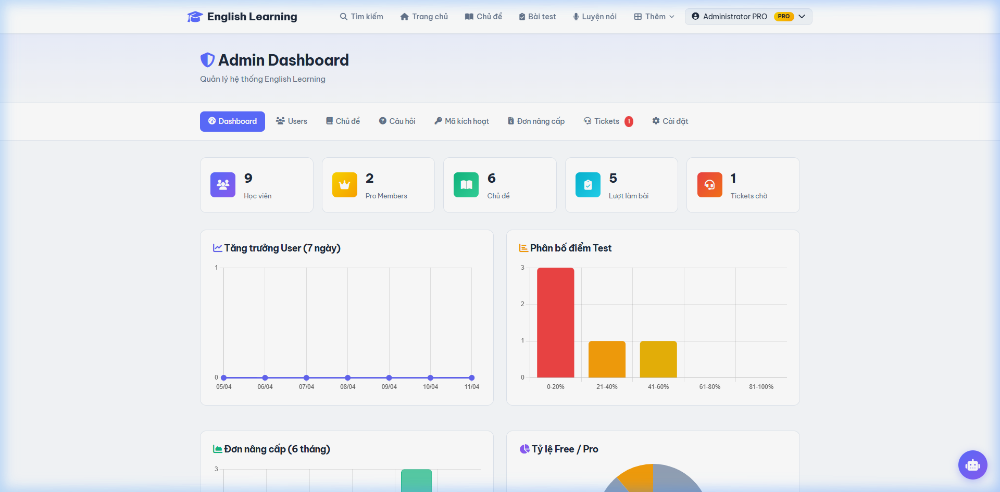 English Learning
Tìm kiếm
Trang chủ
Chủ đề
Bài test
Luyện nói
Thêm
Administrator PRO
PRO
Admin Dashboard
Quản lý hệ thống English Learning
Dashboard
Users
Chủ đề
Câu hỏi
Mã kích hoạt
Đơn nâng cấp
Tickets
1
Cài đặt
9
Học viên
2
Pro Members
6
Chủ đề
5
Lượt làm bài
1
Tickets chờ
Tăng trưởng User (7 ngày)
1
0
05/04
06/04
07/04
08/04
09/04
10/04
11/04
Phân bố điểm Test
3
2
1
0
0-20%
21-40%
41-60%
61-80%
81-100%
Đơn nâng cấp (6 tháng)
3
Tỷ lệ Free / Pro